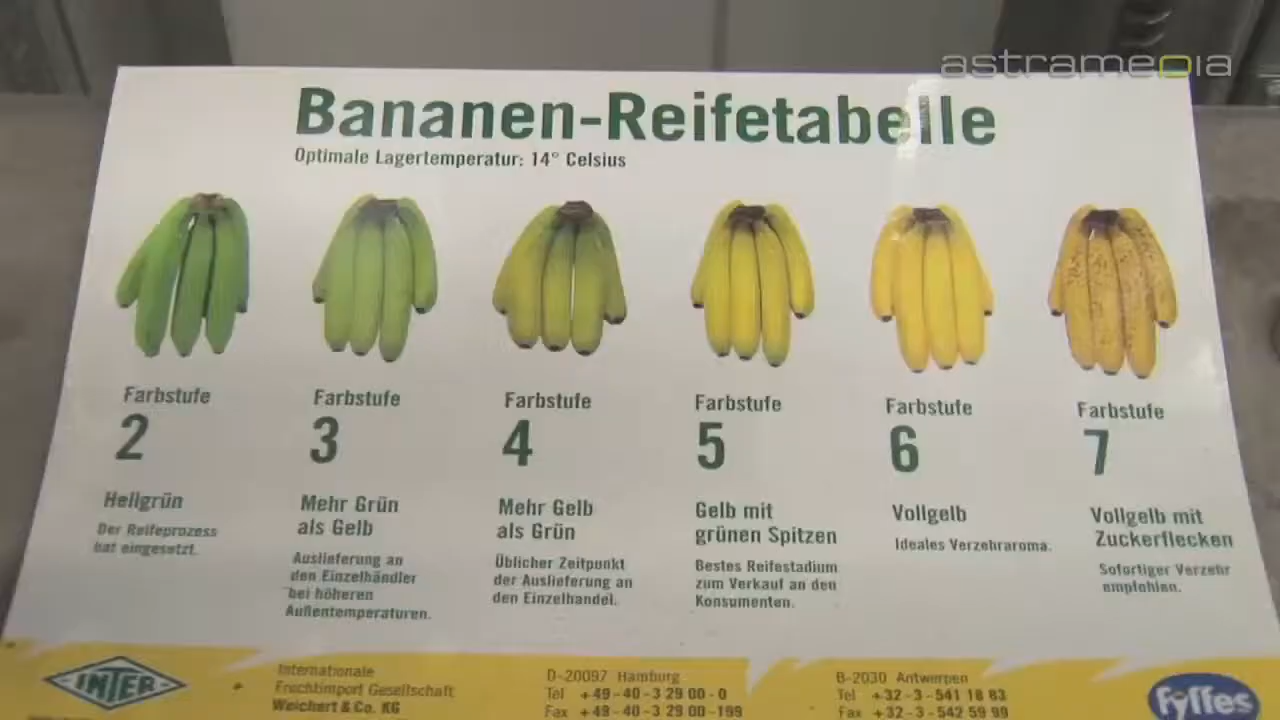 astramedia
Bananen-Reifetabelle
Optimale Lagertemperatur: 14° Celsius
Farbstufe
2
Hellgrün
Der Reifeprozess
hat eingesetzt.
Farbstufe
3
Mehr Grün
als Gelb
Auslieferung an
den Einzelhändler
bei höheren
Außentemperaturen.
Farbstufe
4
Mehr Gelb
als Grün
Üblicher Zeitpunkt
der Auslieferung an
den Einzelhandel.
Farbstufe
5
Gelb mit
grünen Spitzen
Bestes Reifestadium
zum Verkauf an den
Konsumenten.
Farbstufe
6
Vollgelb
Ideales Verzehraroma.
Farbstufe
7
Vollgelb mit
Zuckerflecken
Sofortiger Verzehr
empfohlen.
INTER
Internationale
Fruchtimport Gesellschaft
Weichert & Co. KG
D-20097 Hamburg
Tel +49-40-3 29 00-0
Fax +49-40-3 29 00-199
B-2030 Antwerpen
Tel +32-3-541 18 83
Fax +32-3-542 59 99
Fyffes